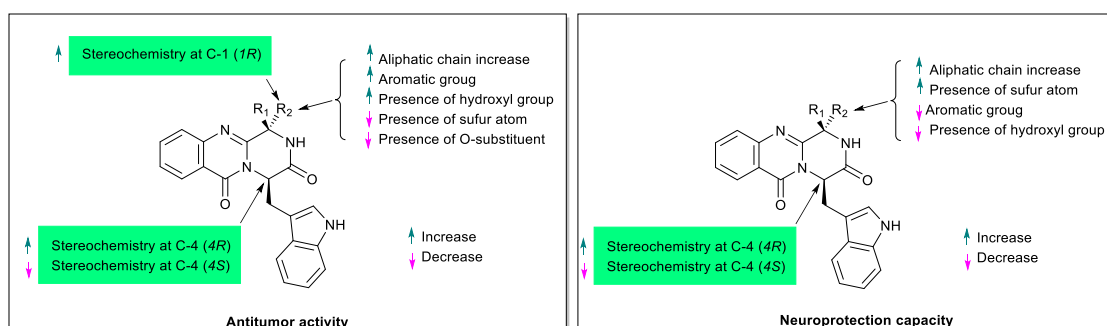 Stereochemistry at C-1 (1R)
Aliphatic chain increase
Aromatic groug
Presence of hydroxyl group
Presence of sufur atom
Presence of O-substituent
R1 R2
N
NH
N
O
O
NH
Stereochemistry at C-4 (4R)
Stereochemistry at C-4 (4S)
Increase
Decrease
Antitumor activity
Aliphatic chain increase
Presence of sufur atom
Aromatic groug
Presence of hydroxyl group
R1 R2
N
NH
N
O
O
NH
Stereochemistry at C-4 (4R)
Stereochemistry at C-4 (4S)
Increase
Decrease
Neuroprotection capacity